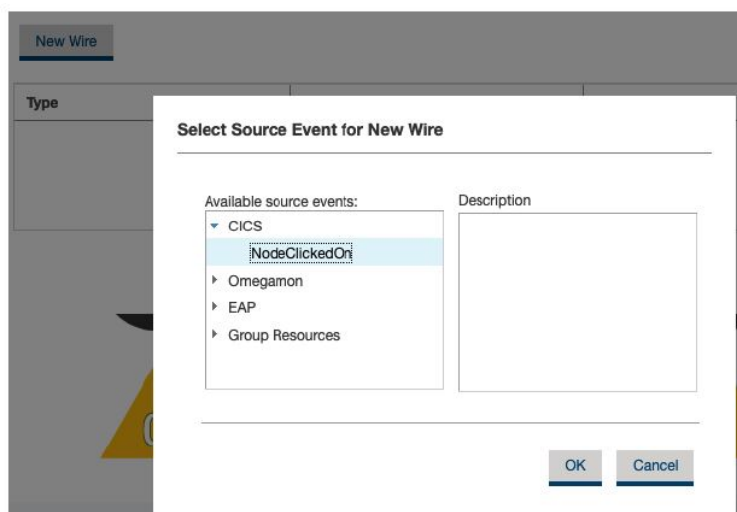 New Wire
Type
Select Source Event for New Wire
Available source events:
Description
CICS
NodeClickedOn
Omegamon
EAP
Group Resources
OK
Cancel